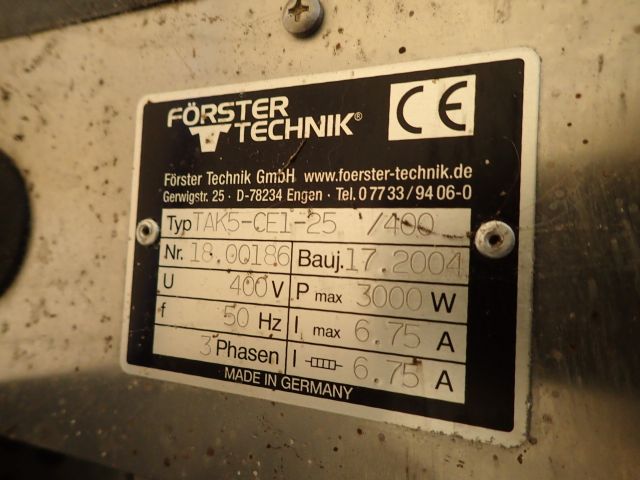 FÖRSTER
TECHNIK®
CE
Förster Technik GmbH www.foerster-technik.de
Gerwigstr. 25 · D-78234 Engen · Tel. 0 77 33 / 94 06-0
Typ TAK5-CE1-25 /400
Nr. 18.00186 Bauj. 17.2004
U 400 V P max 3000 W
f 50 Hz I max 6.75 A
3 Phasen I 6.75 A
MADE IN GERMANY